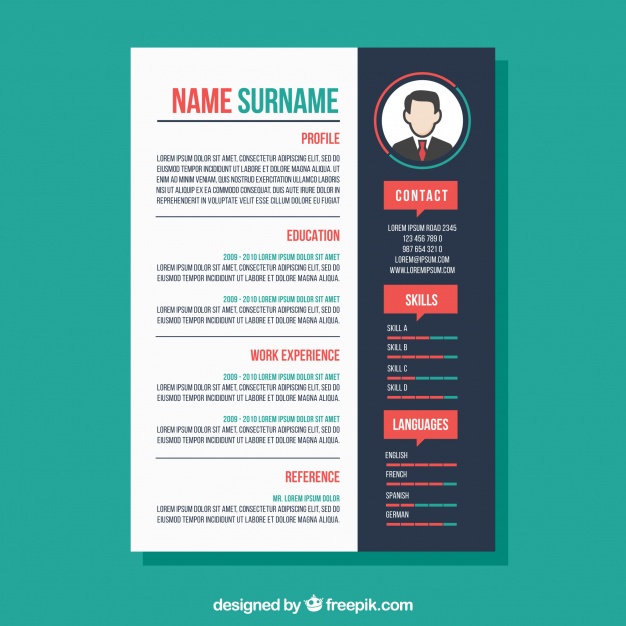 NAME SURNAME
PROFILE
LOREM IPSUM DOLOR SIT AMET, CONSECTETUR ADIPISCING
ELIT, SED DO EIUSMOD TEMPOR INCIDIDUNT UT LABORE ET
DOLORE MAGNA ALIQUA. UT ENIM AD MINIM VENIAM, QUIS
NOSTRUD EXERCITATION ULLAMCO LABORIS NISI UT ALIQUIP EX
EA COMMODO CONSEQUAT. DUIS AUTE IRURE DOLOR IN
REPREHENDERIT IN VOLUPTATE VELIT ESSE CILLUM DOLORE EU FUGIAT
EDUCATION
2009 - 2010 LOREM IPSUM DOLOR SIT AMET
LOREM IPSUM DOLOR SIT AMET, CONSECTETUR ADIPISCING ELIT, SED
DO EIUSMOD TEMPOR INCIDIDUNT UT LABORE ET DOLORE MAGNA ALIQUA.
2009 - 2010 LOREM IPSUM DOLOR SIT AMET
LOREM IPSUM DOLOR SIT AMET, CONSECTETUR ADIPISCING ELIT, SED
DO EIUSMOD TEMPOR INCIDIDUNT UT LABORE ET DOLORE MAGNA ALIQUA.
WORK EXPERIENCE
2009 - 2010 LOREM IPSUM DOLOR SIT AMET
LOREM IPSUM DOLOR SIT AMET, CONSECTETUR ADIPISCING ELIT, SED
DO EIUSMOD TEMPOR INCIDIDUNT UT LABORE ET DOLORE MAGNA ALIQUA.
2009 - 2010 LOREM IPSUM DOLOR SIT AMET
LOREM IPSUM DOLOR SIT AMET, CONSECTETUR ADIPISCING ELIT, SED
DO EIUSMOD TEMPOR INCIDIDUNT UT LABORE ET DOLORE MAGNA ALIQUA.
REFERENCE
MR. LOREM IPSUM DOLOR SIT AMET
LOREM IPSUM DOLOR SIT AMET, CONSECTETUR ADIPISCING ELIT, SED
DO EIUSMOD TEMPOR INCIDIDUNT UT LABORE ET DOLORE MAGNA ALIQUA.
CONTACT
LOREM IPSUM ROAD 2345
123 456 789 0
987 654 321 0
LOREM@LOREMIPSUM.COM
WWW.LOREMIPSUM.COM
SKILLS
SKILL A
SKILL B
SKILL C
SKILL D
LANGUAGES
ENGLISH
FRENCH
SPANISH
GERMAN
designed by freepik.com